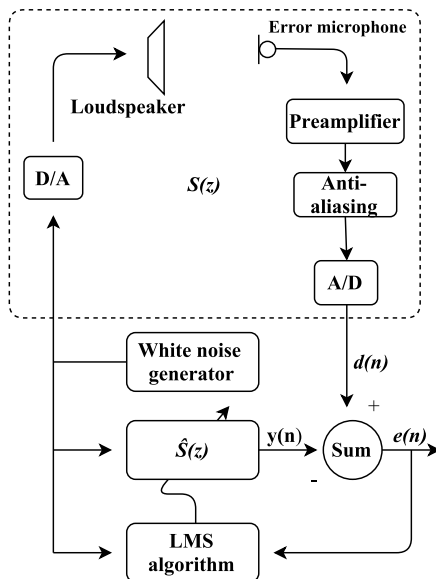 Error microphone
Loudspeaker
Preamplifier
D/A
S(z)
Anti-
aliasing
A/D
White noise
generator
d(n)
+
Ŝ(z)
y(n)
Sum
e(n)
-
LMS
algorithm